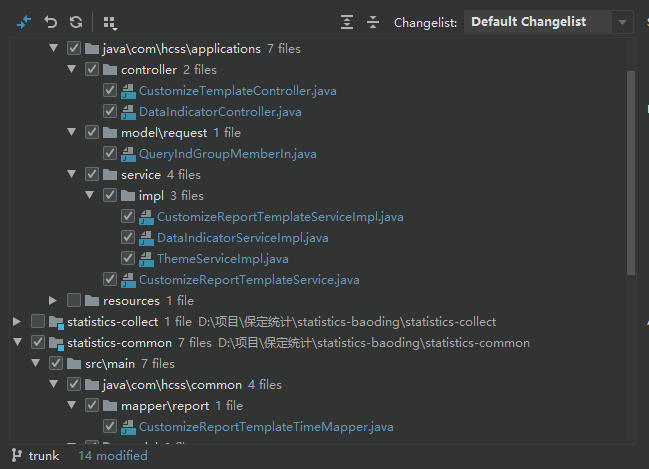 Changelist: Default Changelist
java\com\hcss\applications 7 files
controller 2 files
CustomizeTemplateController.java
DataIndicatorController.java
model\request 1 file
QueryIndGroupMemberIn.java
service 4 files
impl 3 files
CustomizeReportTemplateServiceImpl.java
DataIndicatorServiceImpl.java
ThemeServiceImpl.java
CustomizeReportTemplateService.java
resources 1 file
statistics-collect 1 file D:\项目\保定统计\statistics-baoding\statistics-collect
statistics-common 7 files D:\项目\保定统计\statistics-baoding\statistics-common
src\main 7 files
java\com\hcss\common 4 files
mapper\report 1 file
CustomizeReportTemplateTimeMapper.java
trunk 14 modified